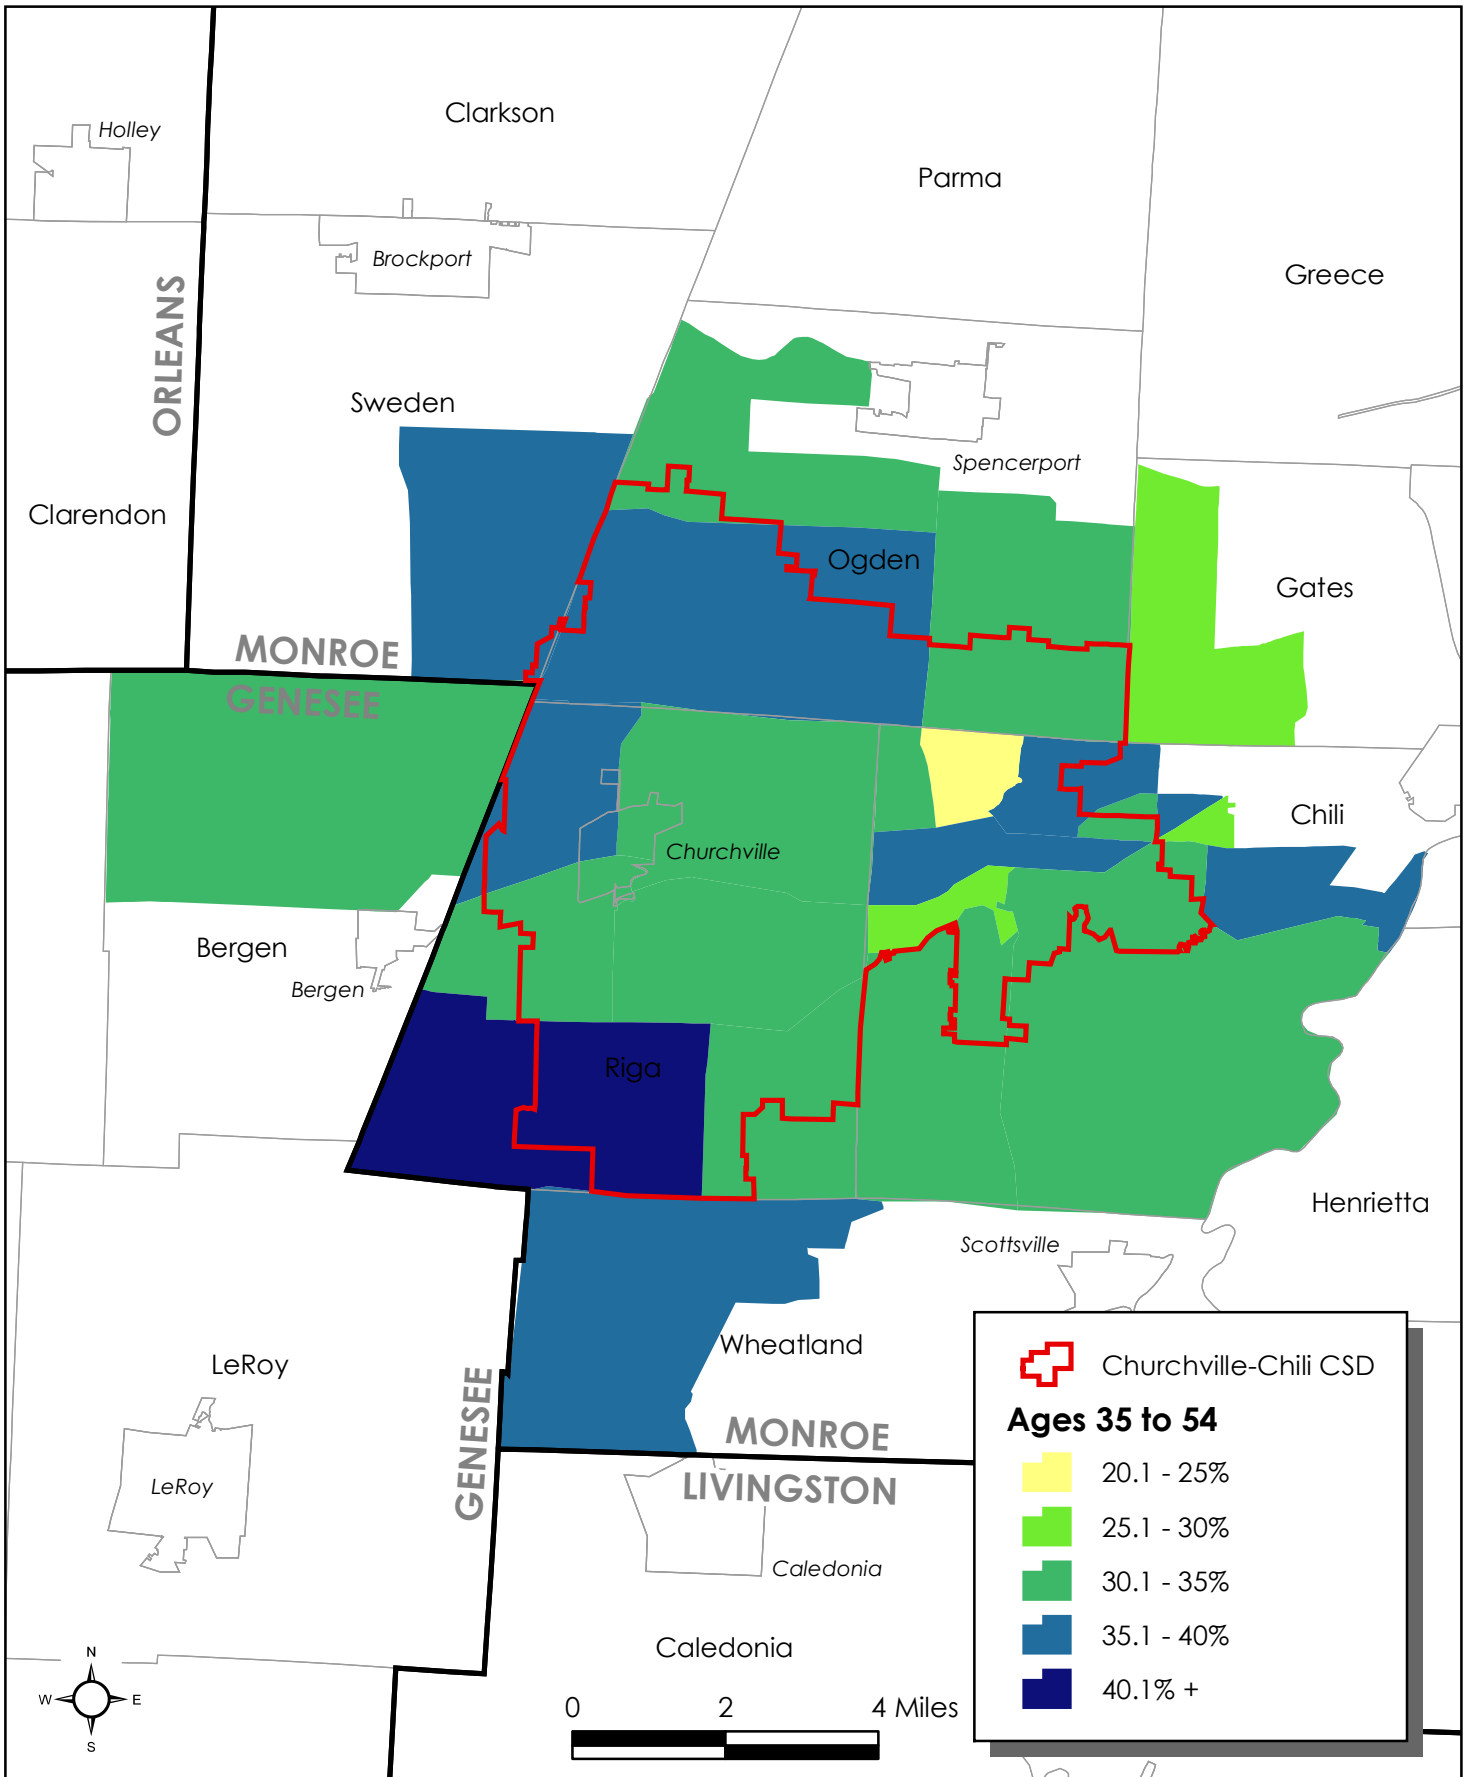 Clarkson
Holley
Parma
Brockport
Greece
ORLEANS
Sweden
Spencerport
Clarendon
Ogden
Gates
MONROE
GENESEE
Chili
Churchville
Bergen
Bergen
Riga
Henrietta
Scottsville
Wheatland
LeRoy
GENESEE
MONROE
LIVINGSTON
LeRoy
Caledonia
Caledonia
Churchville-Chili CSD
Ages 35 to 54
20.1 - 25%
25.1 - 30%
30.1 - 35%
35.1 - 40%
40.1% +
N
W E
S
0 2 4 Miles